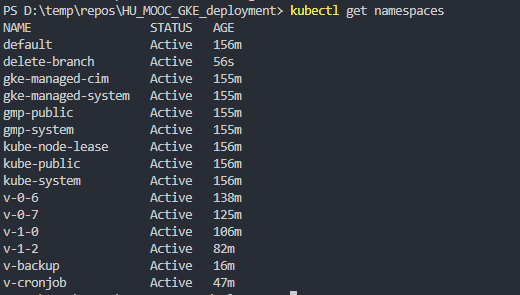 PS D:\temp\repos\HU_MOOC_GKE_deployment> kubectl get namespaces
NAME STATUS AGE
default Active 156m
delete-branch Active 56s
gke-managed-cim Active 155m
gke-managed-system Active 155m
gmp-public Active 155m
gmp-system Active 155m
kube-node-lease Active 156m
kube-public Active 156m
kube-system Active 156m
v-0-6 Active 138m
v-0-7 Active 125m
v-1-0 Active 106m
v-1-2 Active 82m
v-backup Active 16m
v-cronjob Active 47m